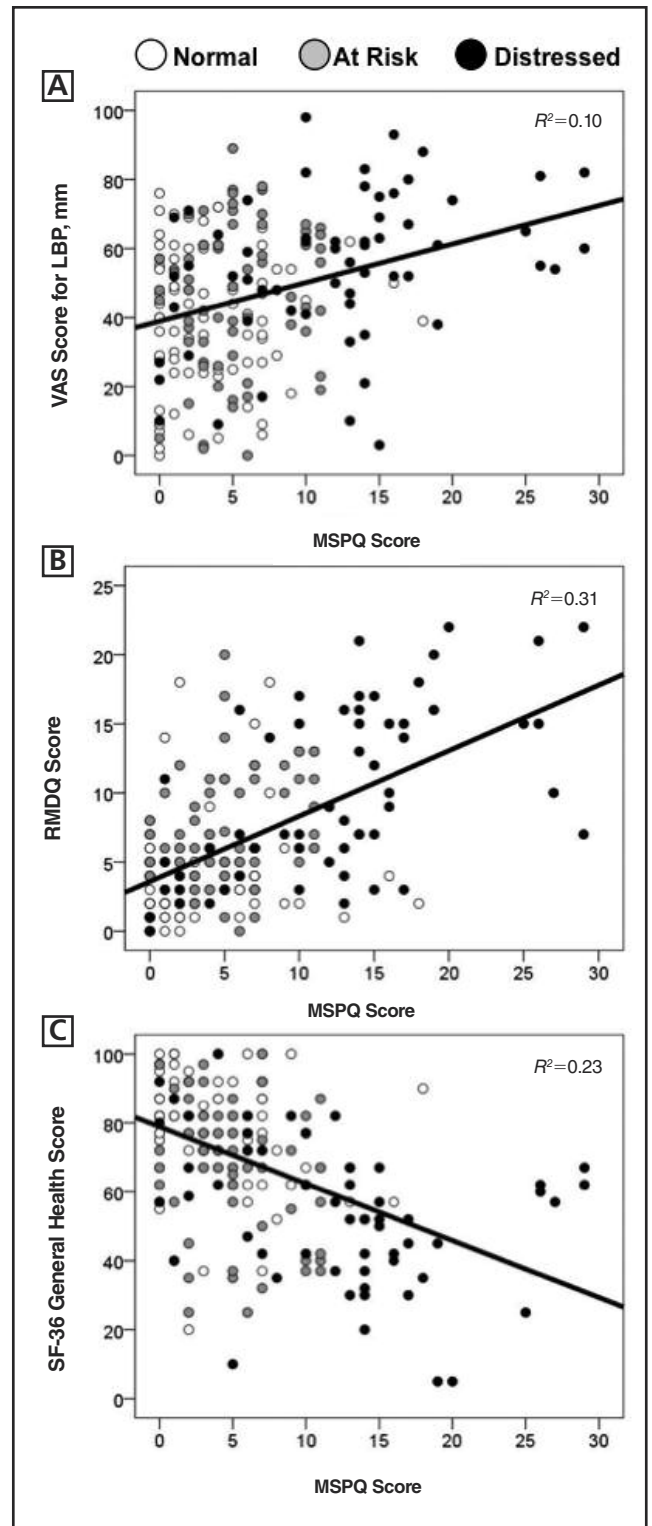 Normal At Risk Distressed
A
R²=0.10
VAS Score for LBP, mm
100
80
60
40
20
0
0 5 10 15 20 25 30
MSPQ Score
B
R²=0.31
RMDQ Score
25
20
15
10
5
0
0 5 10 15 20 25 30
MSPQ Score
C
R²=0.23
SF-36 General Health Score
100
80
60
40
20
0
0 5 10 15 20 25 30
MSPQ Score